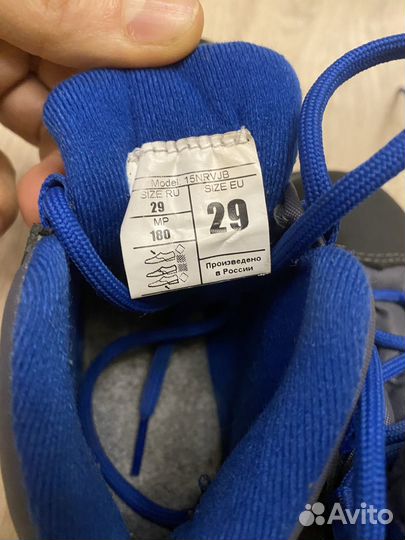 Model: 15NRVJB
SIZE RU
29
MP
180
SIZE EU
29
Произведено
в России
Avito